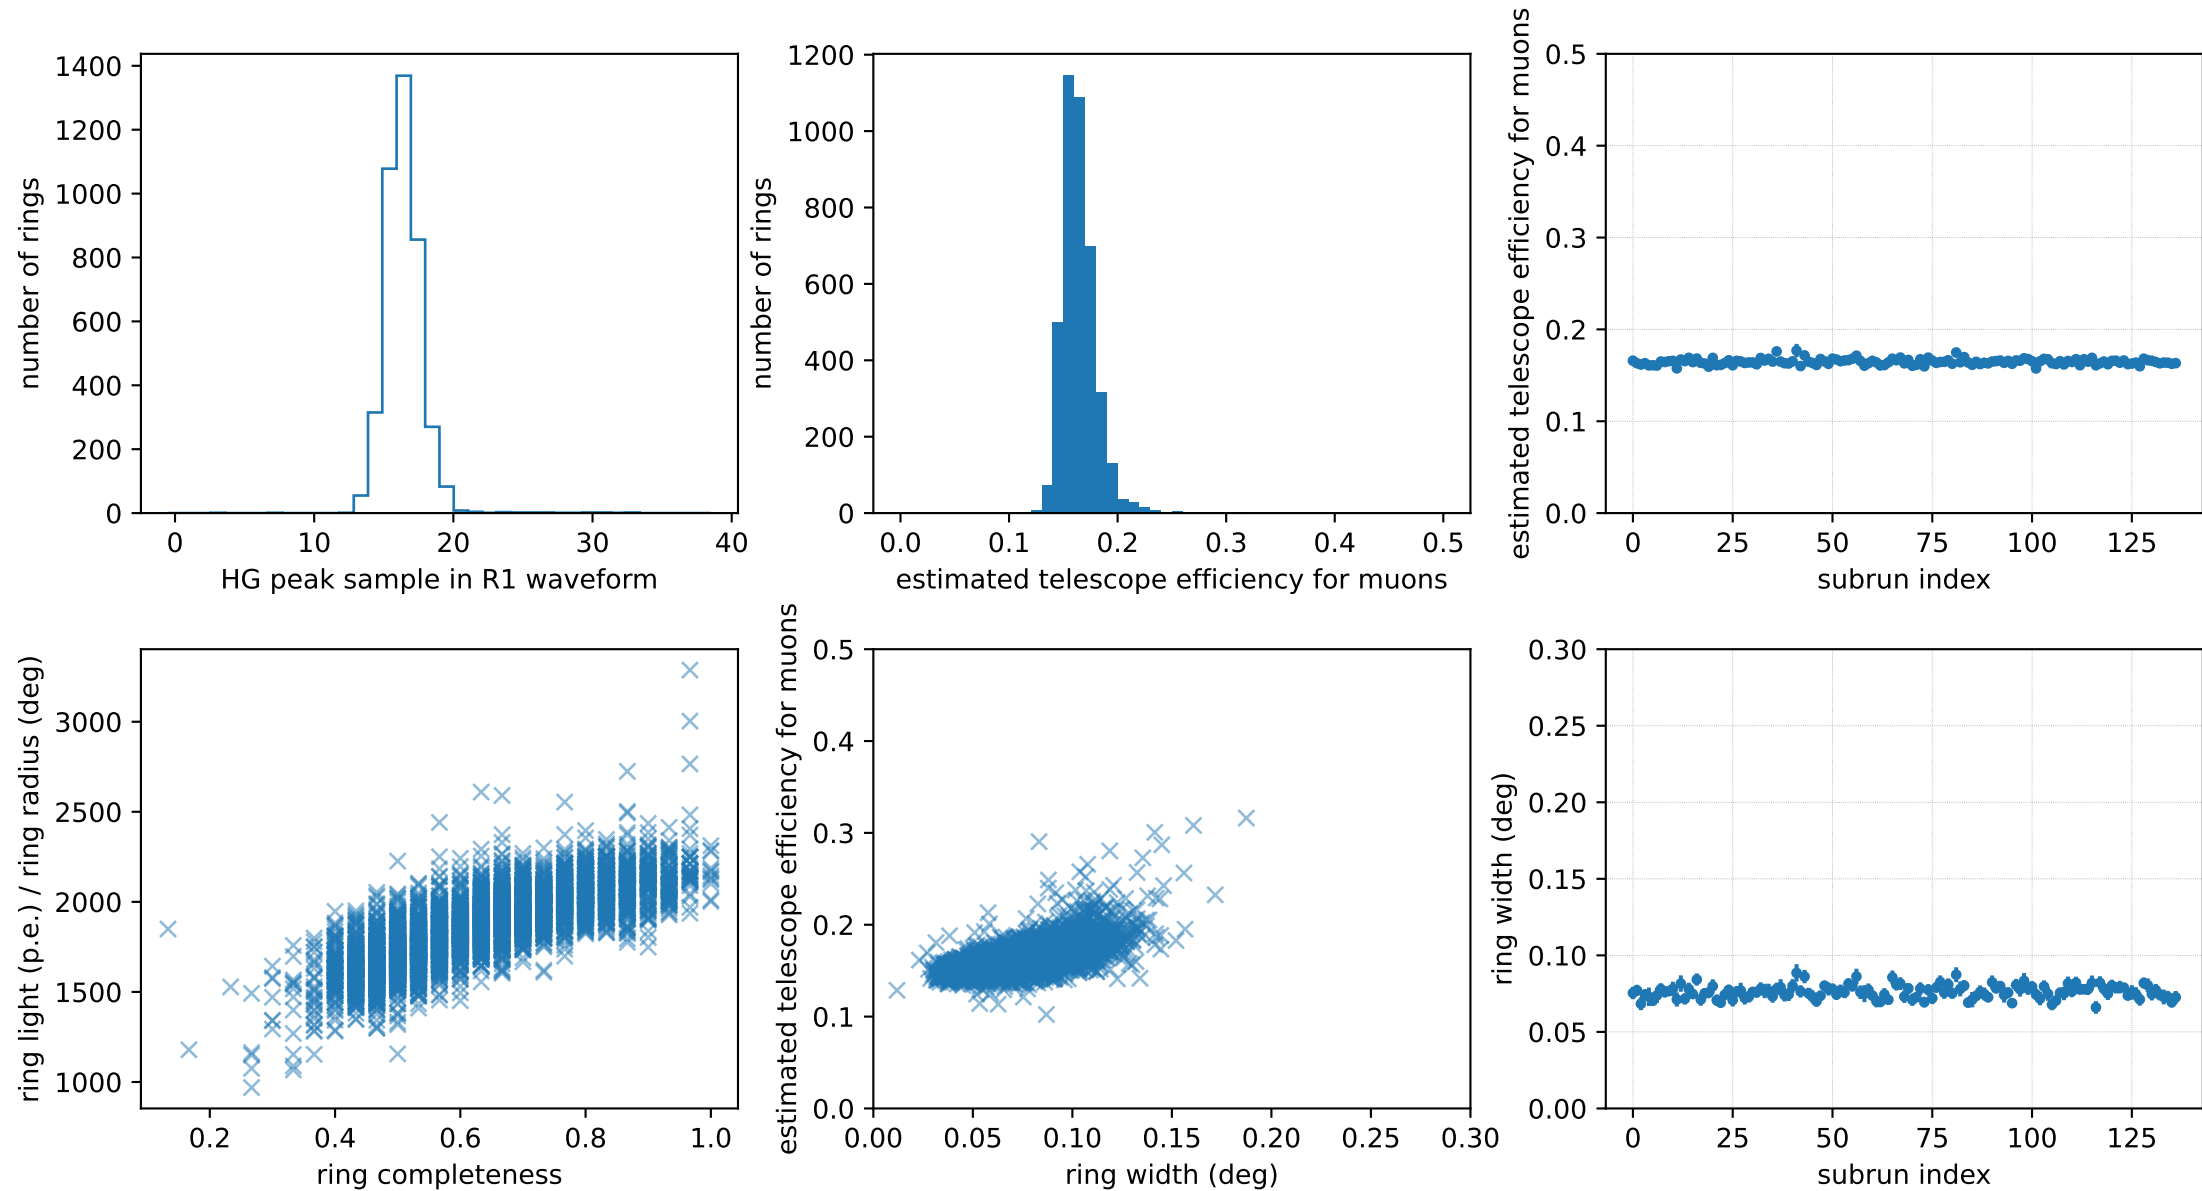 number of rings
1400
1200
1000
800
600
400
200
0
0 10 20 30 40
HG peak sample in R1 waveform
number of rings
1200
1000
800
600
400
200
0
0.0 0.1 0.2 0.3 0.4 0.5
estimated telescope efficiency for muons
estimated telescope efficiency for muons
0.5
0.4
0.3
0.2
0.1
0.0
0 25 50 75 100 125
subrun index
ring light (p.e.) / ring radius (deg)
3000
2500
2000
1500
1000
0.2 0.4 0.6 0.8 1.0
ring completeness
estimated telescope efficiency for muons
0.5
0.4
0.3
0.2
0.1
0.0
0.00 0.05 0.10 0.15 0.20 0.25 0.30
ring width (deg)
ring width (deg)
0.30
0.25
0.20
0.15
0.10
0.05
0.00
0 25 50 75 100 125
subrun index